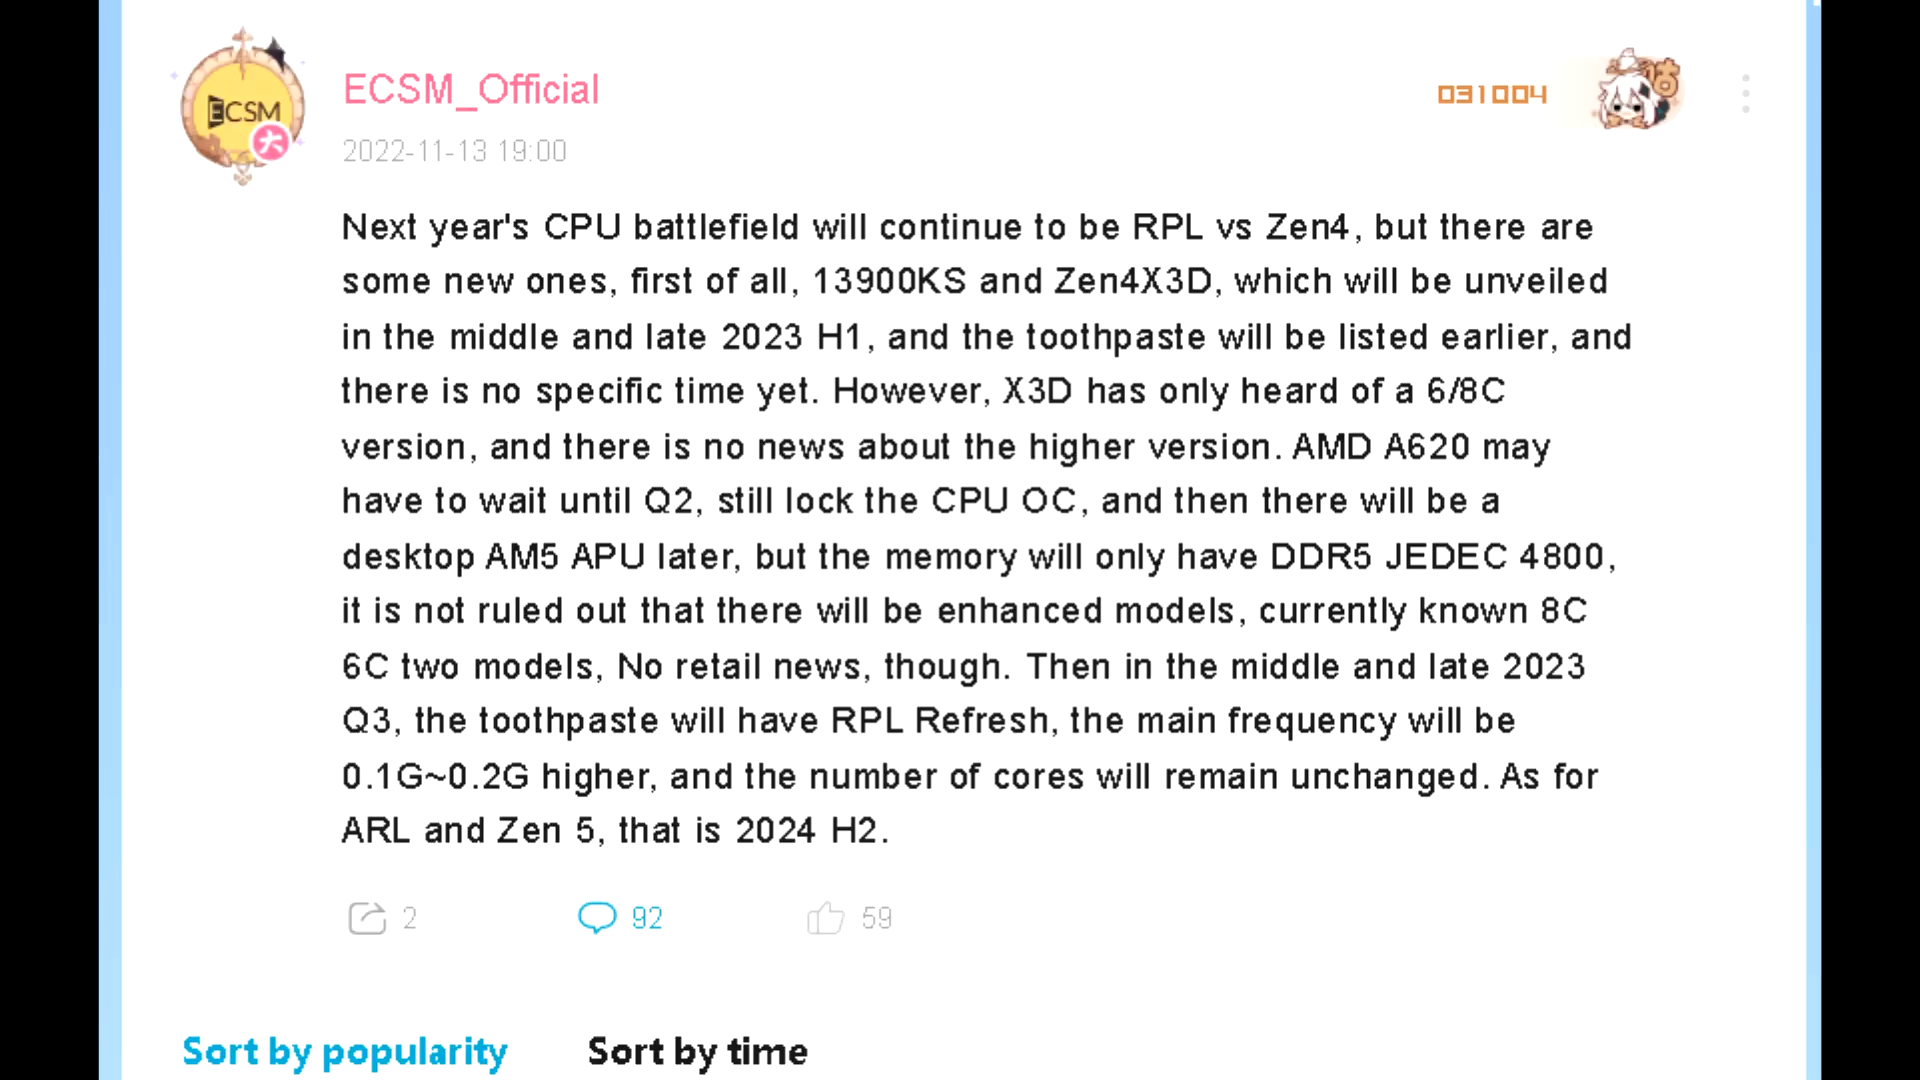 ECSM_Official
031004
咕
ECSM
大
2022-11-13 19:00
Next year's CPU battlefield will continue to be RPL vs Zen4, but there are
some new ones, first of all, 13900KS and Zen4X3D, which will be unveiled
in the middle and late 2023 H1, and the toothpaste will be listed earlier, and
there is no specific time yet. However, X3D has only heard of a 6/8C
version, and there is no news about the higher version. AMD A620 may
have to wait until Q2, still lock the CPU OC, and then there will be a
desktop AM5 APU later, but the memory will only have DDR5 JEDEC 4800,
it is not ruled out that there will be enhanced models, currently known 8C
6C two models, No retail news, though. Then in the middle and late 2023
Q3, the toothpaste will have RPL Refresh, the main frequency will be
0.1G~0.2G higher, and the number of cores will remain unchanged. As for
ARL and Zen 5, that is 2024 H2.
2 92 59
Sort by popularity Sort by time